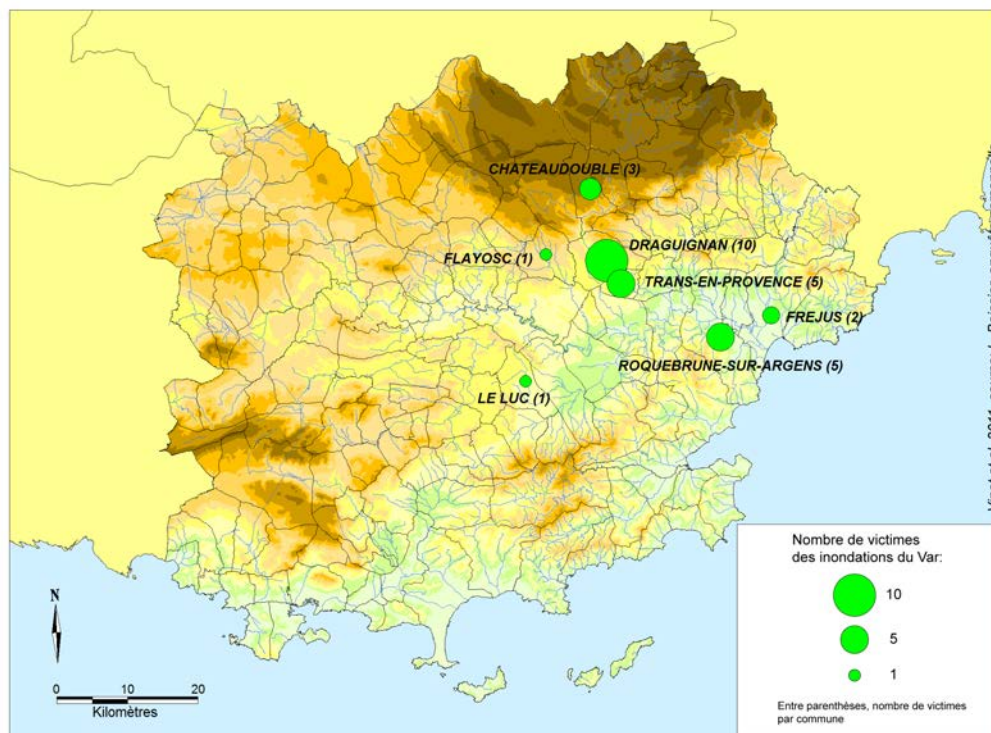 CHATEAUDOUBLE (3)
DRAGUIGNAN (10)
FLAYOSC (1)
TRANS-EN-PROVENCE (5)
FREJUS (2)
ROQUEBRUNE-SUR-ARGENS (5)
LE LUC (1)
N
0 10 20
Kilomètres
Nombre de victimes
des inondations du Var:
10
5
1
Entre parenthèses, nombre de victimes
par commune